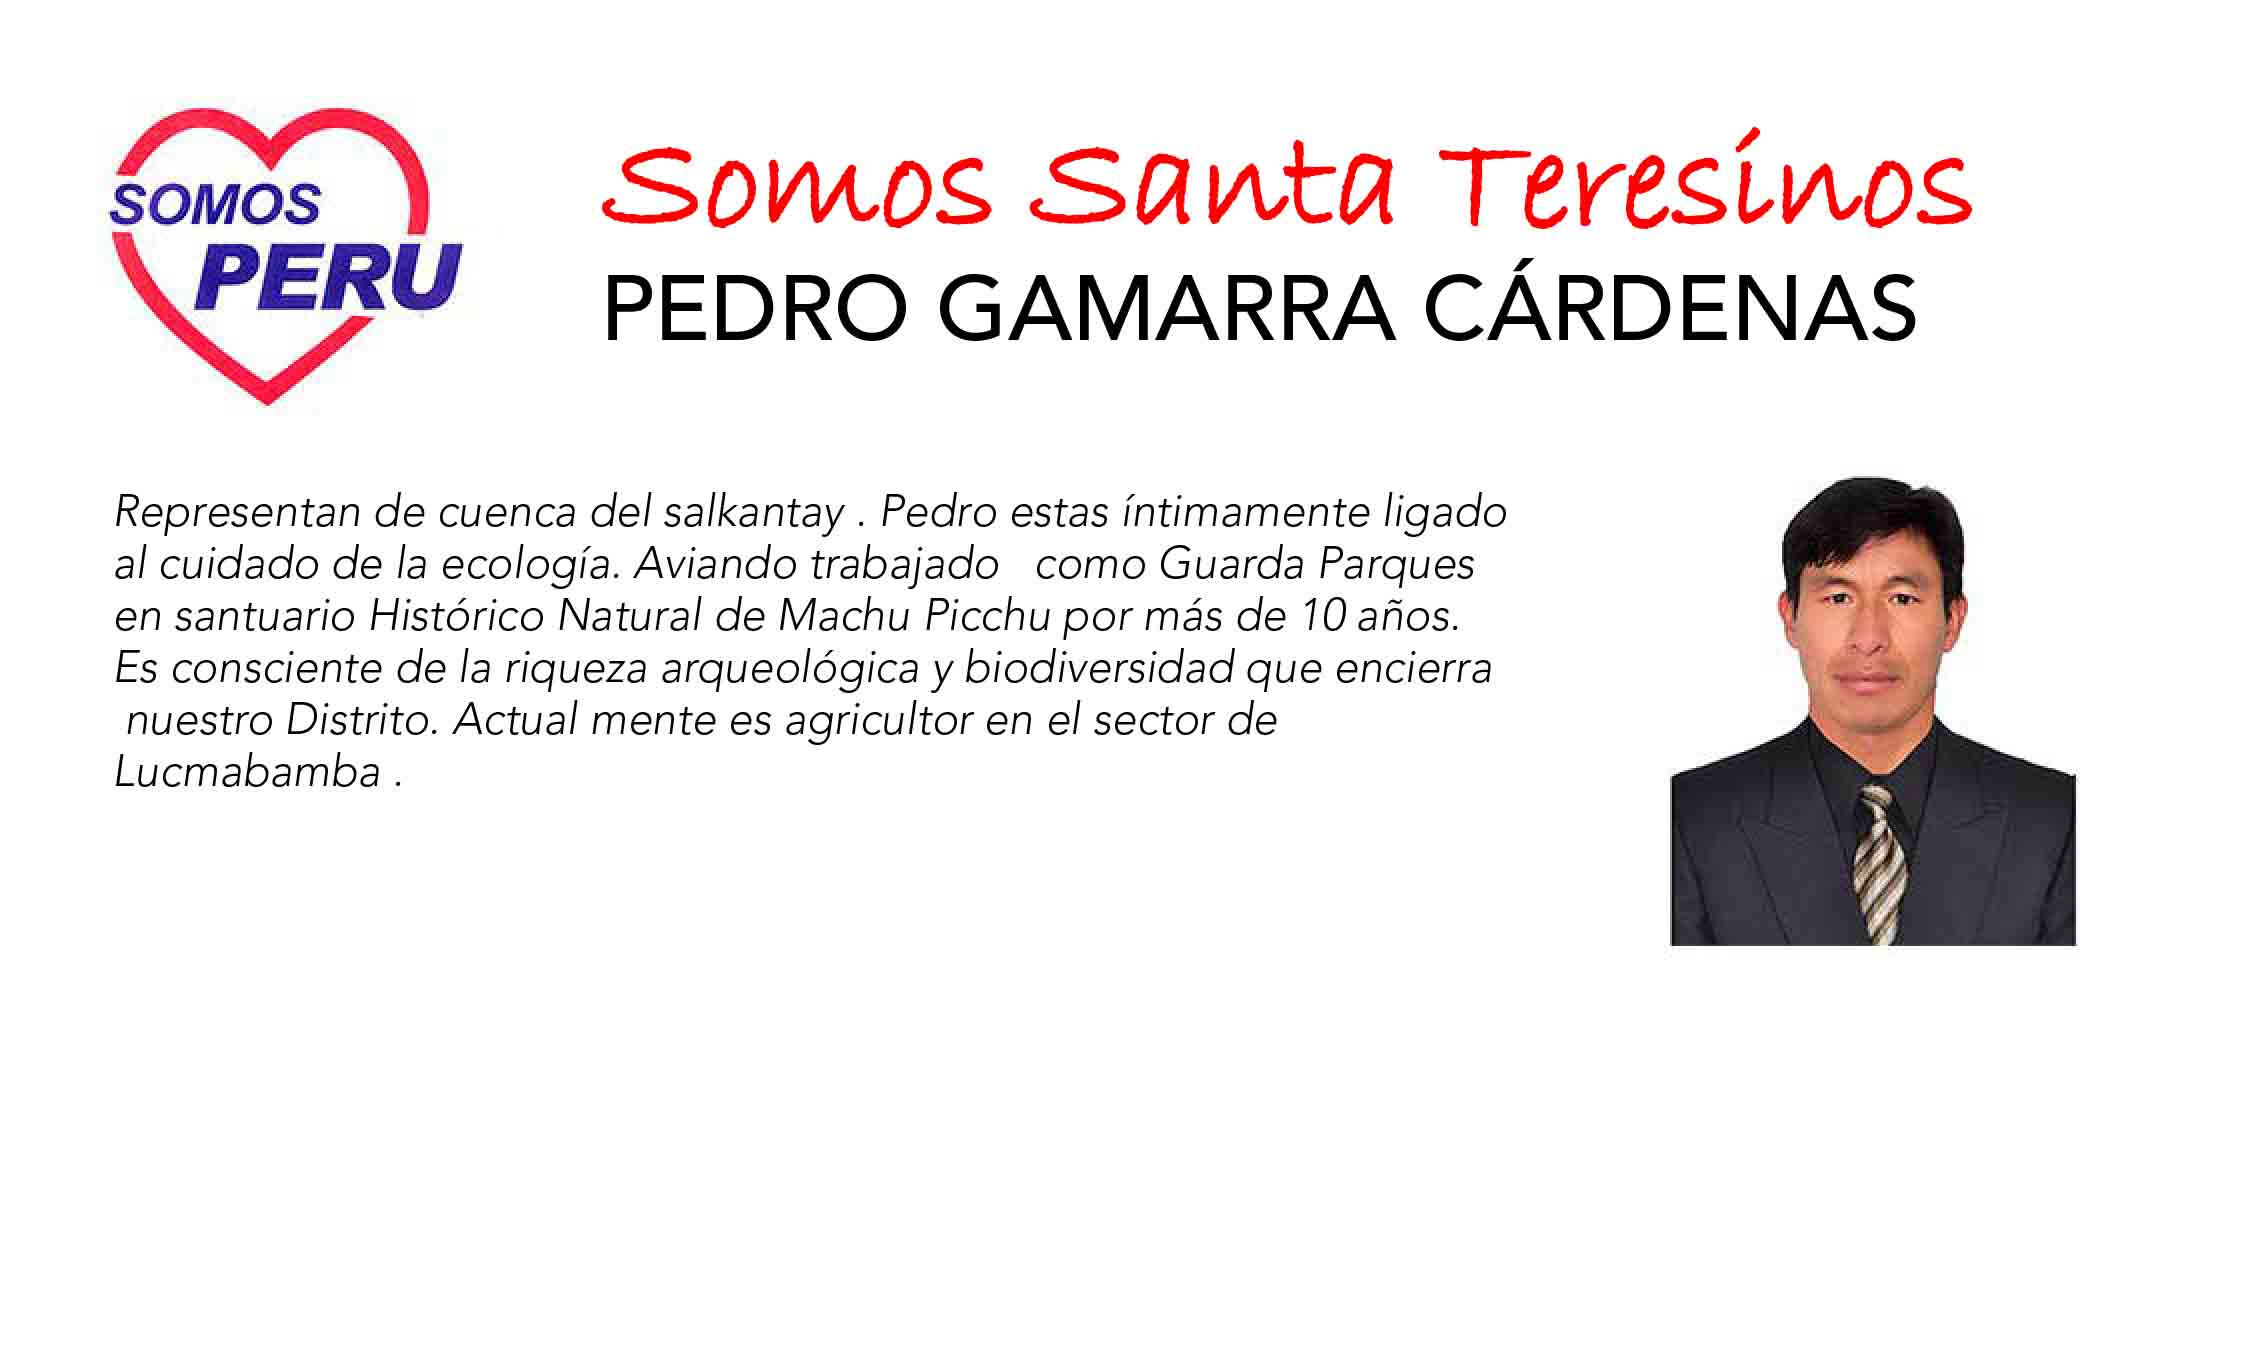 SOMOS
PERU
Somos Santa Teresinos
PEDRO GAMARRA CÁRDENAS
Representan de cuenca del salkantay . Pedro estas íntimamente ligado
al cuidado de la ecología. Aviando trabajado   como Guarda Parques
en santuario Histórico Natural de Machu Picchu por más de 10 años.
Es consciente de la riqueza arqueológica y biodiversidad que encierra
nuestro Distrito. Actual mente es agricultor en el sector de
Lucmabamba .